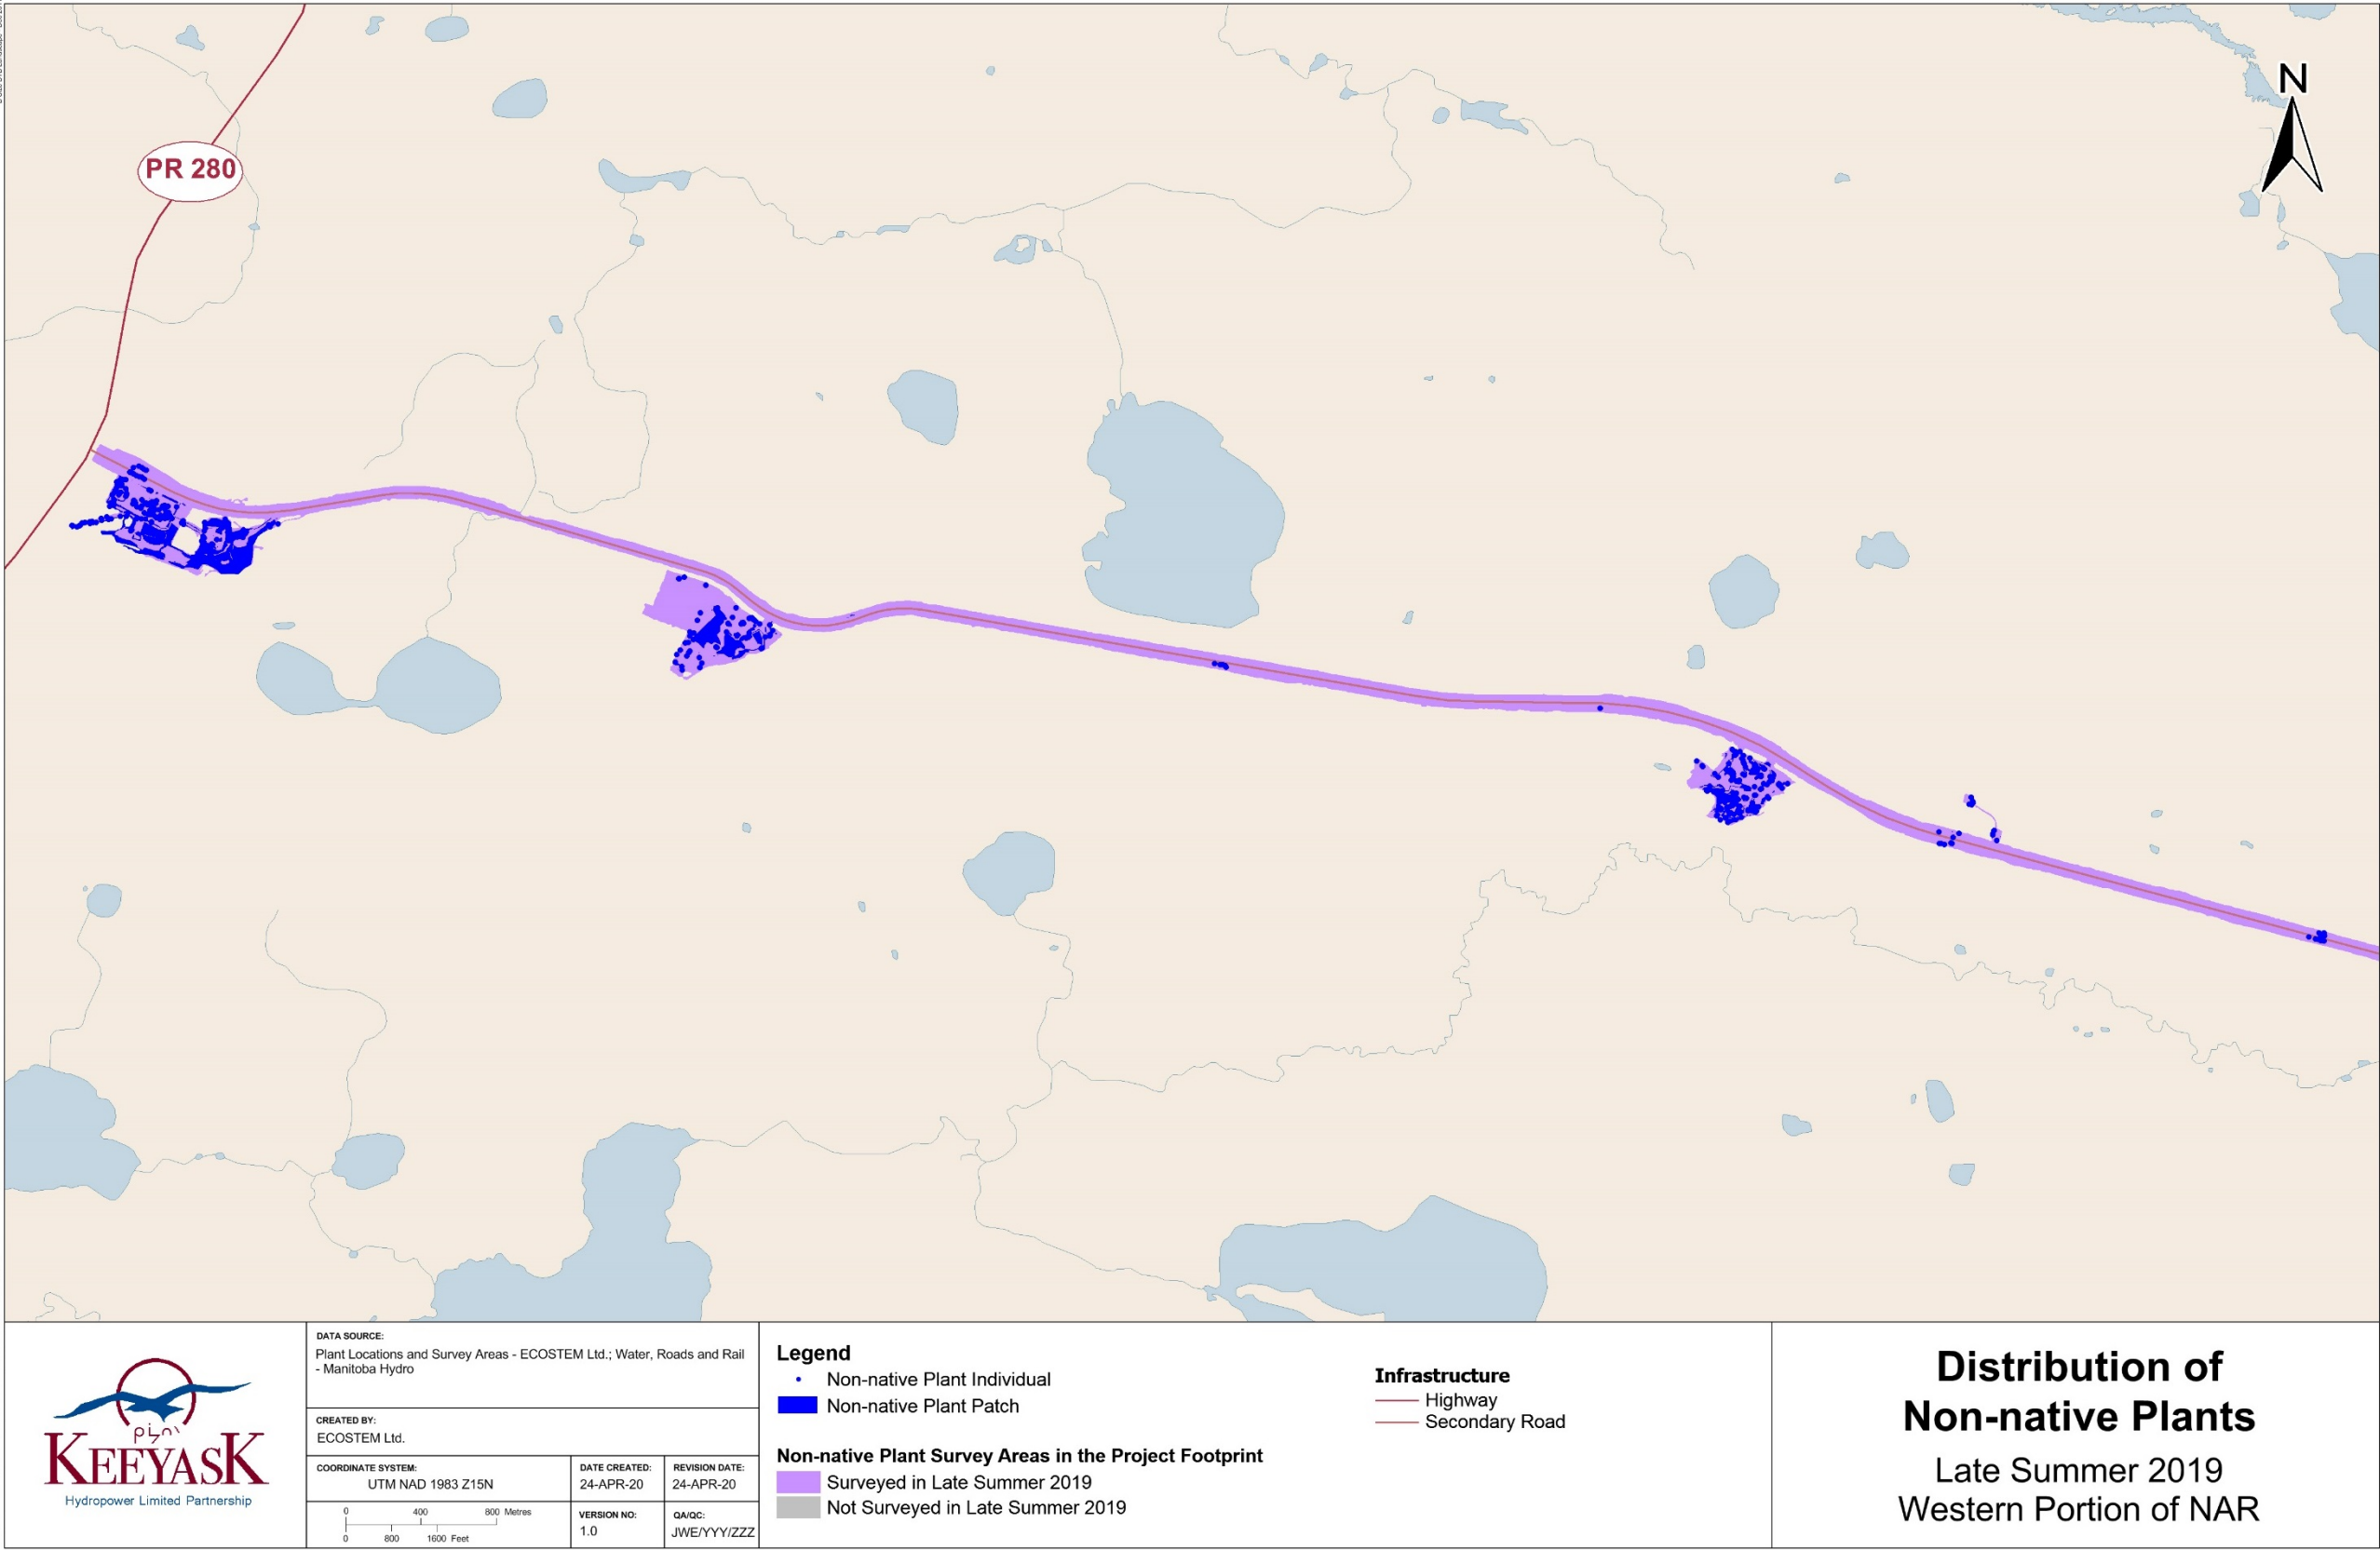 N
PR 280
ᑭᔭᐢᐠ
KEEYASK
Hydropower Limited Partnership
DATA SOURCE:
Plant Locations and Survey Areas - ECOSTEM Ltd.; Water, Roads and Rail
- Manitoba Hydro
CREATED BY:
ECOSTEM Ltd.
COORDINATE SYSTEM:
UTM NAD 1983 Z15N
DATE CREATED:
24-APR-20
REVISION DATE:
24-APR-20
0 400 800 Metres
0 800 1600 Feet
VERSION NO:
1.0
QA/QC:
JWE/YYY/ZZZ
Legend
Non-native Plant Individual
Non-native Plant Patch
Non-native Plant Survey Areas in the Project Footprint
Surveyed in Late Summer 2019
Not Surveyed in Late Summer 2019
Infrastructure
Highway
Secondary Road
Distribution of
Non-native Plants
Late Summer 2019
Western Portion of NAR